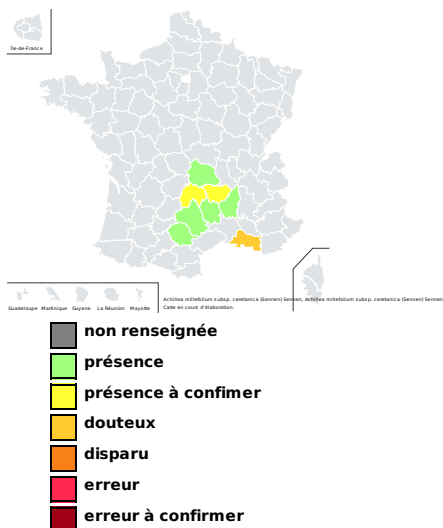 Île-de-France
Guadeloupe Martinique Guyane La Réunion Mayotte
Achillea millefolium subsp. ceretanica (Sennen) Sennen, Achillea millefolium subsp. ceretanica (Sennen) Sennen
Carte en cours d'élaboration.
non renseignée
présence
présence à confimer
douteux
disparu
erreur
erreur à confirmer